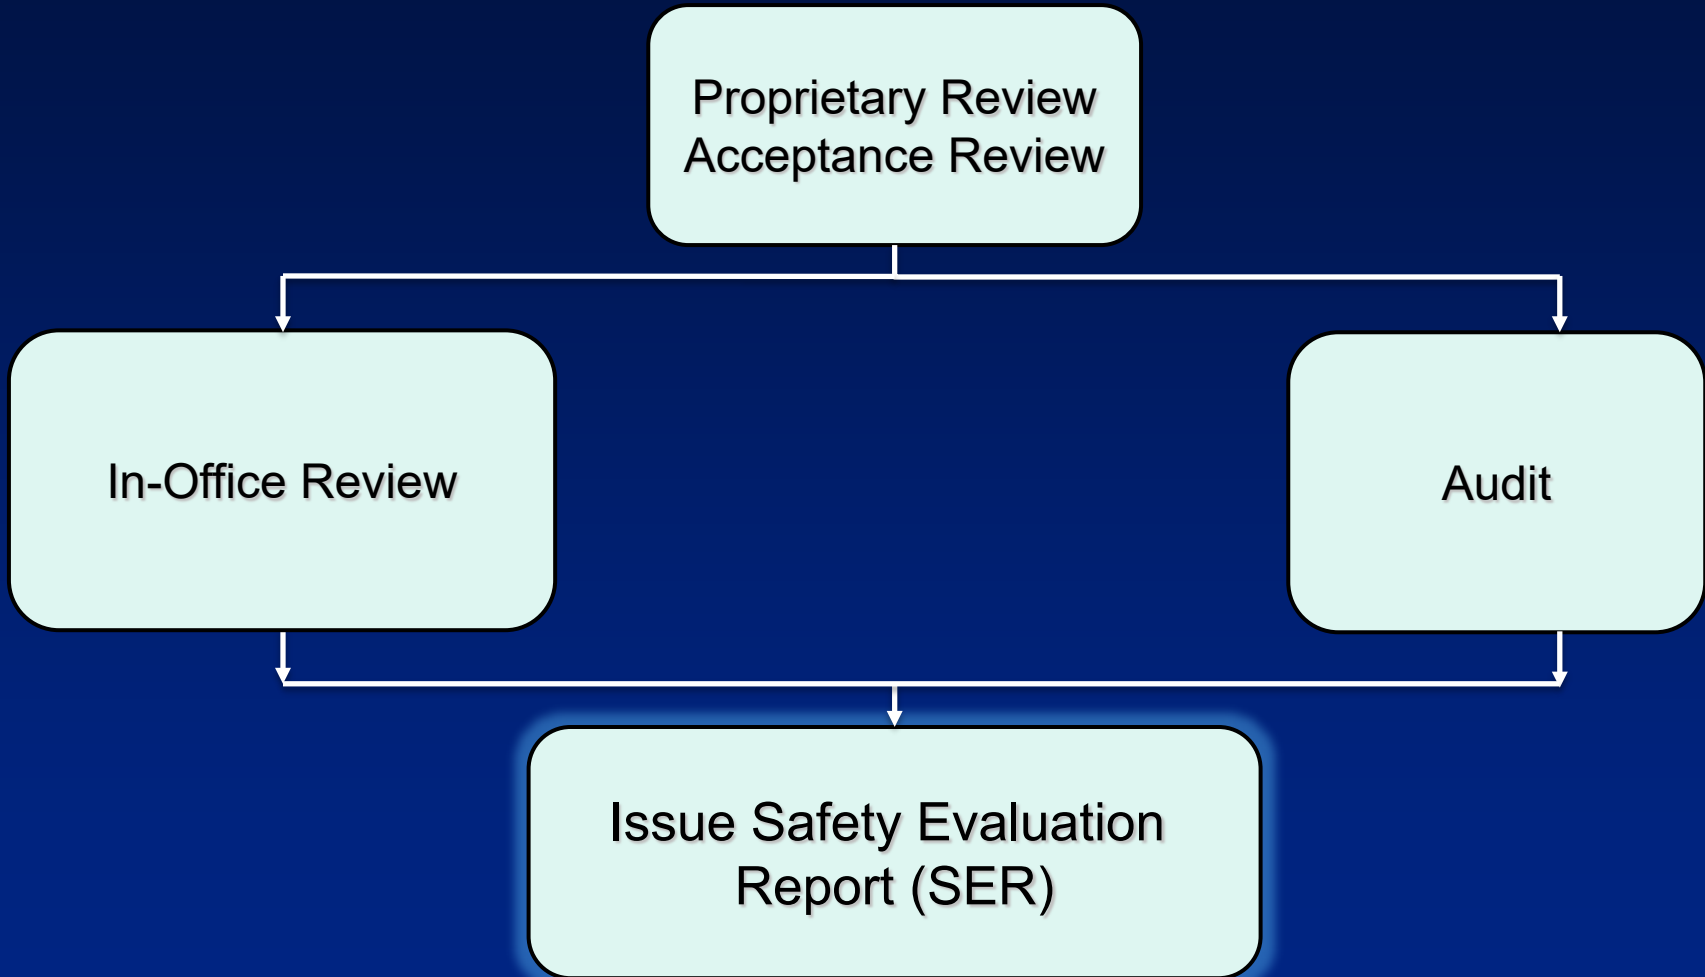 Proprietary Review
Acceptance Review
In-Office Review
Audit
Issue Safety Evaluation
Report (SER)